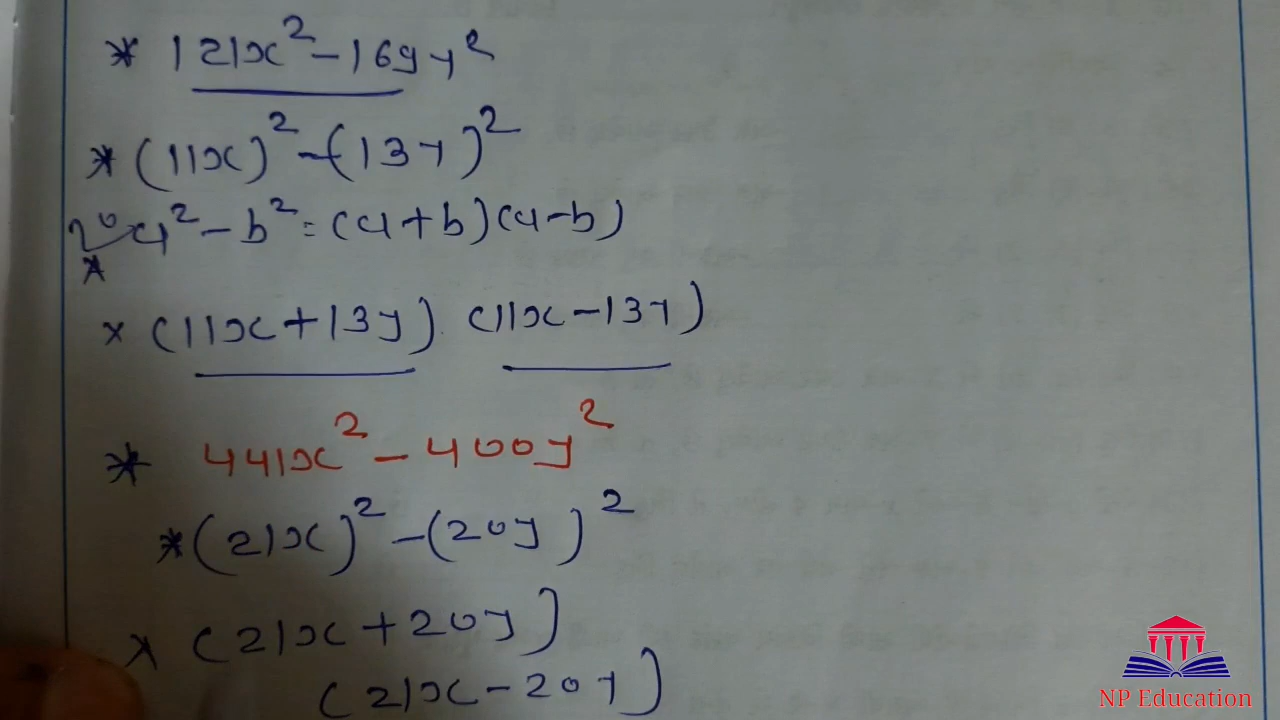 * 121x² - 169y²
* (11x)² - (13y)²
a² - b² = (a+b)(a-b)
× (11x+13y) (11x-13y)
* 441x² - 400y²
* (21x)² - (20y)²
× (21x+20y)
(21x-20y)
NP Education